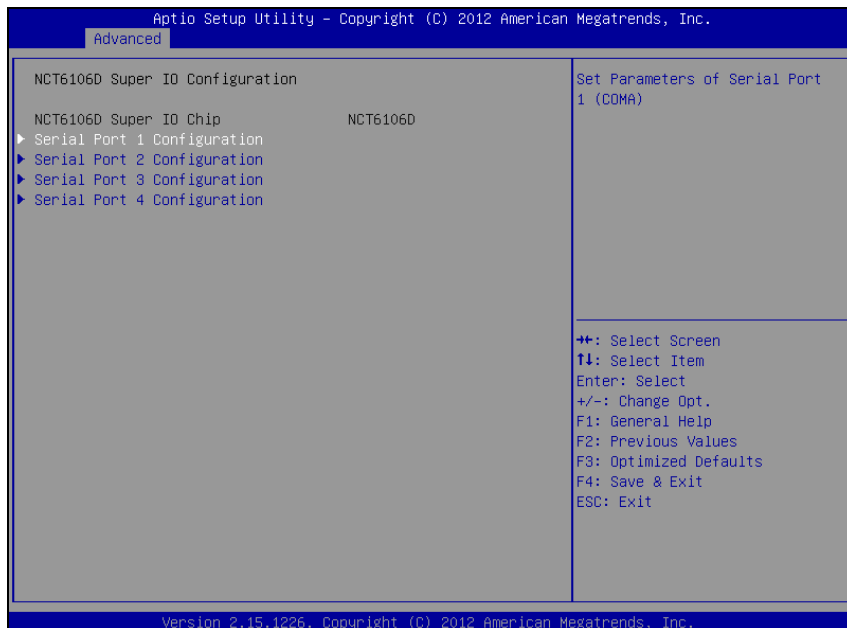 Aptio Setup Utility – Copyright (C) 2012 American Megatrends, Inc.
Advanced
NCT6106D Super IO Configuration
NCT6106D Super IO Chip NCT6106D
Serial Port 1 Configuration
Serial Port 2 Configuration
Serial Port 3 Configuration
Serial Port 4 Configuration
Set Parameters of Serial Port
1 (COMA)
→←: Select Screen
↑↓: Select Item
Enter: Select
+/-: Change Opt.
F1: General Help
F2: Previous Values
F3: Optimized Defaults
F4: Save & Exit
ESC: Exit
Version 2.15.1226. Copyright (C) 2012 American Megatrends, Inc.